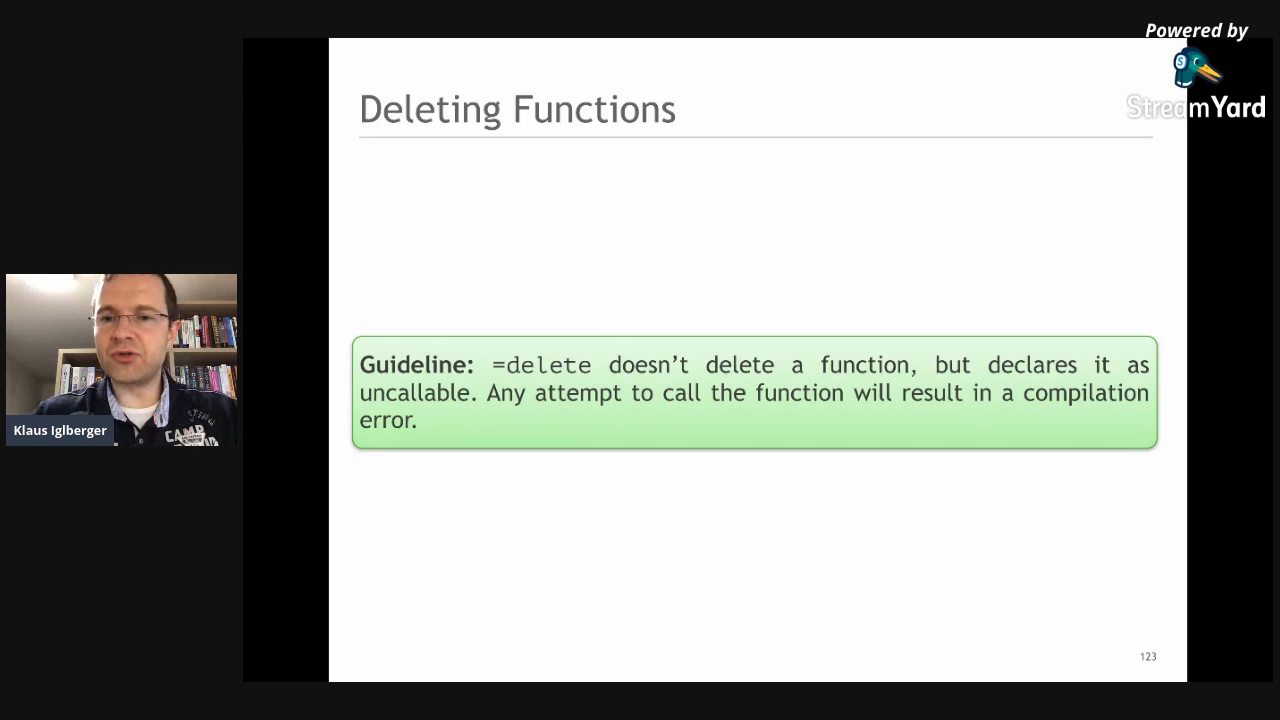 Powered by
StreamYard
Deleting Functions
Guideline: =delete doesn’t delete a function, but declares it as
uncallable. Any attempt to call the function will result in a compilation
error.
Klaus Iglberger
CAMP
123